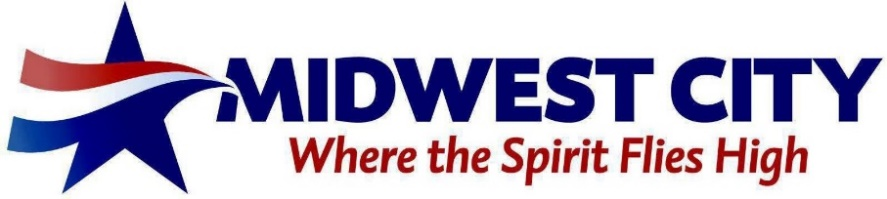 MIDWEST CITY
Where the Spirit Flies High